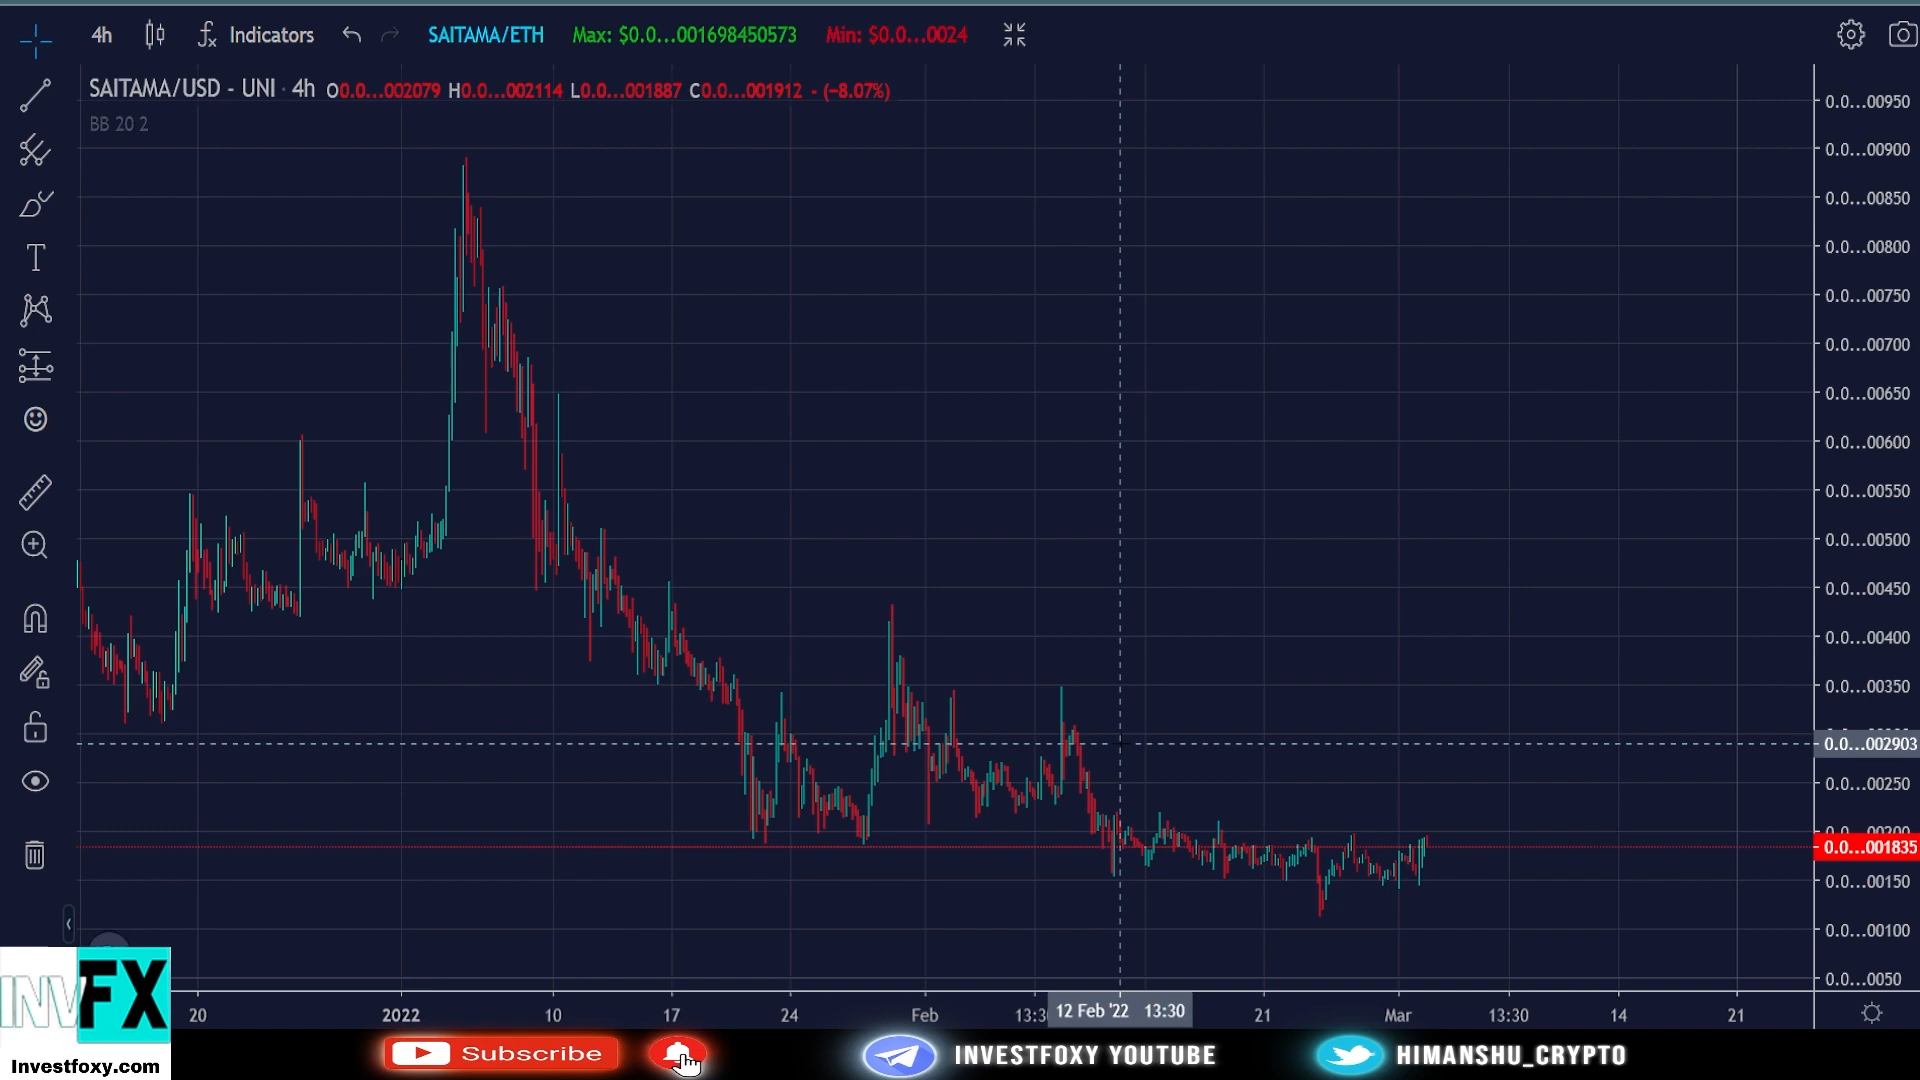 4h Indicators SAITAMA/ETH Max: $0.0...001698450573 Min: $0.0...0024
SAITAMA/USD - UNI · 4h O0.0...002079 H0.0...002114 L0.0...001887 C0.0...001912 - (−8.07%)
BB 20 2
0.0...00950
0.0...00900
0.0...00850
0.0...00800
0.0...00750
0.0...00700
0.0...00650
0.0...00600
0.0...00550
0.0...00500
0.0...00450
0.0...00400
0.0...00350
0.0...002903
0.0...00250
0.0...00200
0.0...001835
0.0...00150
0.0...00100
0.0...0050
20 2022 10 17 24 Feb 13:30 12 Feb '22 13:30 21 Mar 13:30 14 21
INVFX
Investfoxy.com
Subscribe
INVESTFOXY YOUTUBE
HIMANSHU_CRYPTO